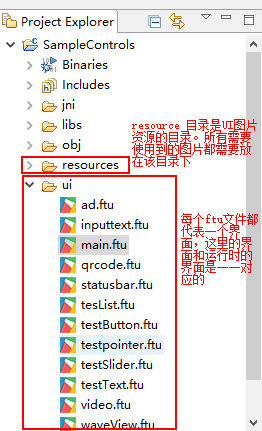 Project Explorer
SampleControls
Binaries
Includes
jni
libs
obj
resources
ui
ad.ftu
inputtext.ftu
main.ftu
qrcode.ftu
statusbar.ftu
tesList.ftu
testButton.ftu
testpointer.ftu
testSlider.ftu
testText.ftu
video.ftu
waveView.ftu
resource 目录是UI图片
资源的目录。所有需要
使用到的图片都需要放
在该目录下
每个ftu文件都
代表一个界
面，这里的界
面和运行时的
界面是一一对
应的